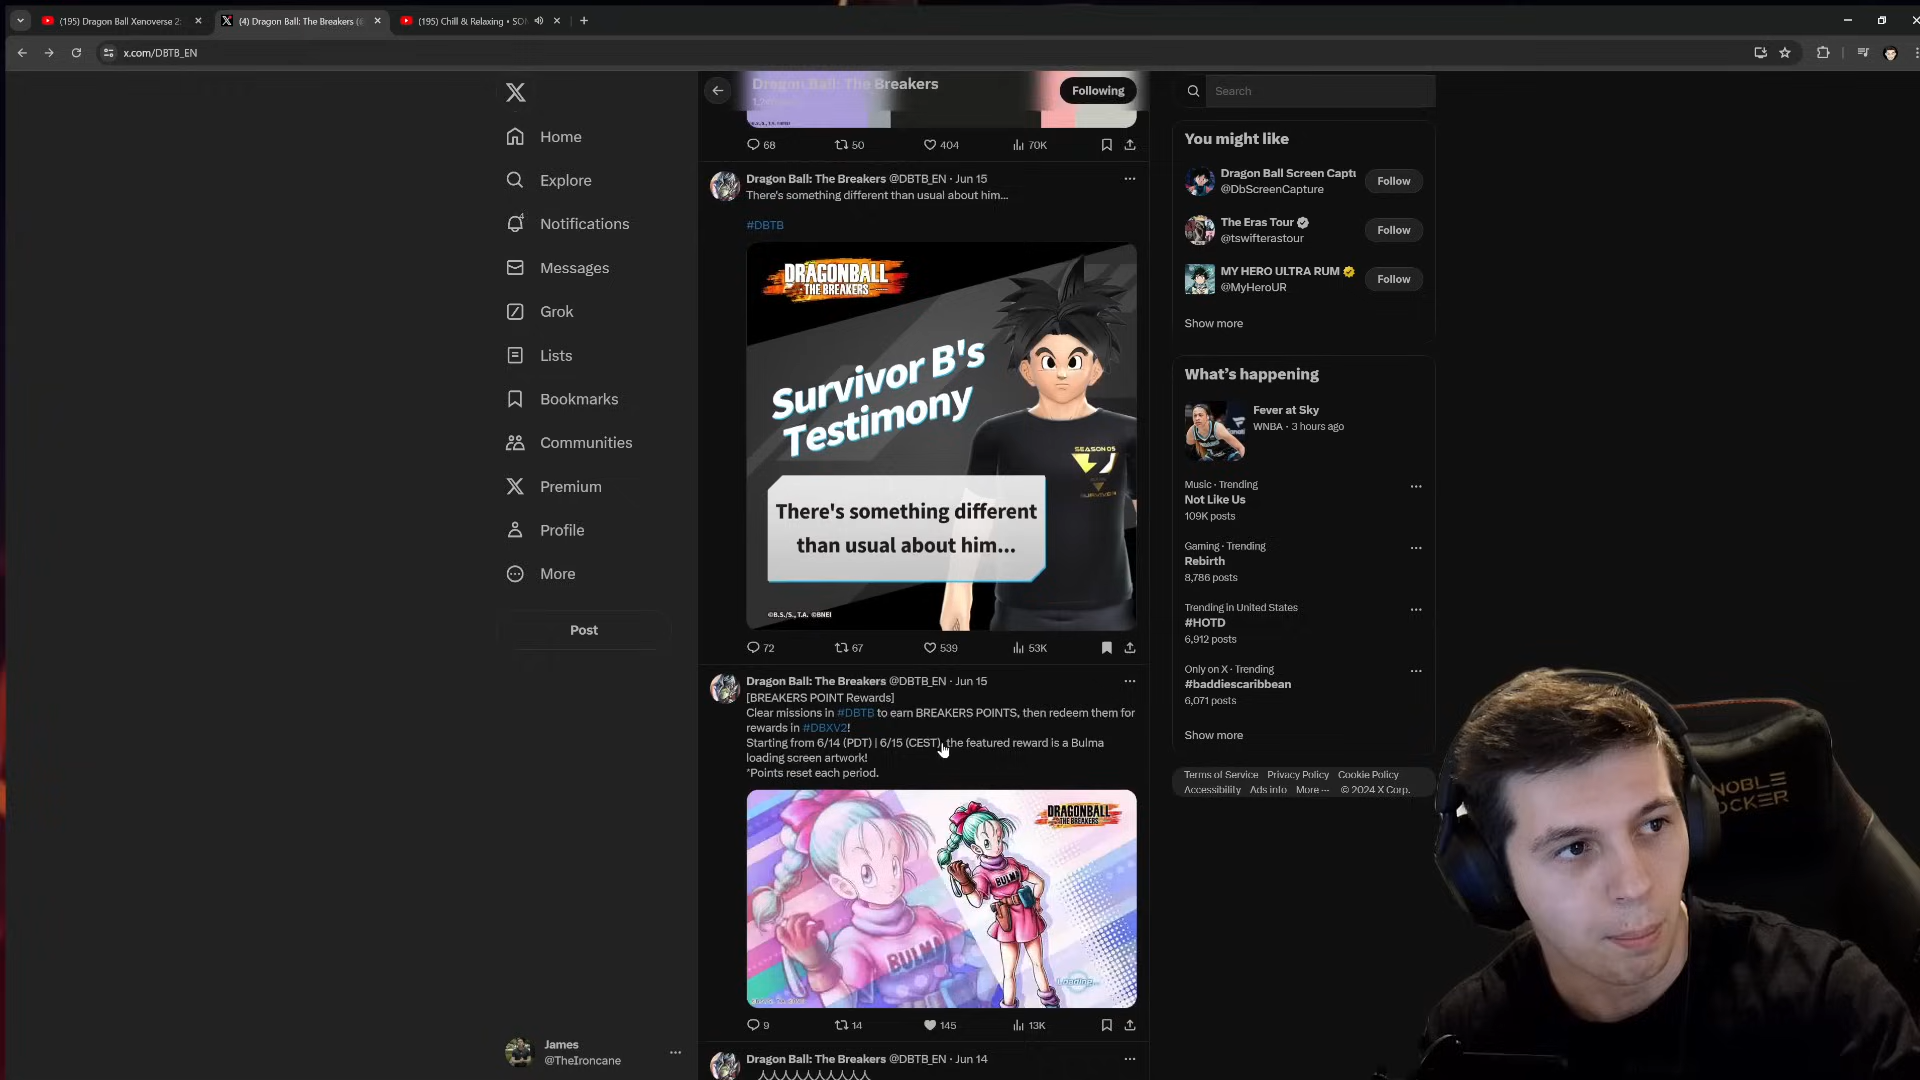 (195) Dragon Ball Xenoverse 2:
(4) Dragon Ball: The Breakers (@
(195) Chill & Relaxing • SON
x.com/DBTB_EN
Home
Explore
Notifications
Messages
Grok
Lists
Bookmarks
Communities
Premium
Profile
More
Post
James
@TheIroncane
Dragon Ball: The Breakers
Following
68 50 404 70K
Dragon Ball: The Breakers @DBTB_EN · Jun 15
There's something different than usual about him...
#DBTB
DRAGONBALL
THE BREAKERS
Survivor B's
Testimony
SEASON 05
SURVIVOR
There's something different
than usual about him...
©B.S./S., T.A. ©BNEI
72 67 539 53K
Dragon Ball: The Breakers @DBTB_EN · Jun 15
[BREAKERS POINT Rewards]
Clear missions in #DBTB to earn BREAKERS POINTS, then redeem them for
rewards in #DBXV2!
Starting from 6/14 (PDT) | 6/15 (CEST), the featured reward is a Bulma
loading screen artwork!
*Points reset each period.
DRAGONBALL
THE BREAKERS
BULMA
BULMA
Loading...
9 14 145 13K
Dragon Ball: The Breakers @DBTB_EN · Jun 14
Search
You might like
Dragon Ball Screen Captu
@DbScreenCapture
Follow
The Eras Tour
@tswifterastour
Follow
MY HERO ULTRA RUM
@MyHeroUR
Follow
Show more
What's happening
Fever at Sky
WNBA · 3 hours ago
Music · Trending
Not Like Us
109K posts
Gaming · Trending
Rebirth
8,786 posts
Trending in United States
#HOTD
6,912 posts
Only on X · Trending
#baddiescaribbean
6,071 posts
Show more
Terms of Service Privacy Policy Cookie Policy
Accessibility Ads info More ··· © 2024 X Corp.
NOBLE